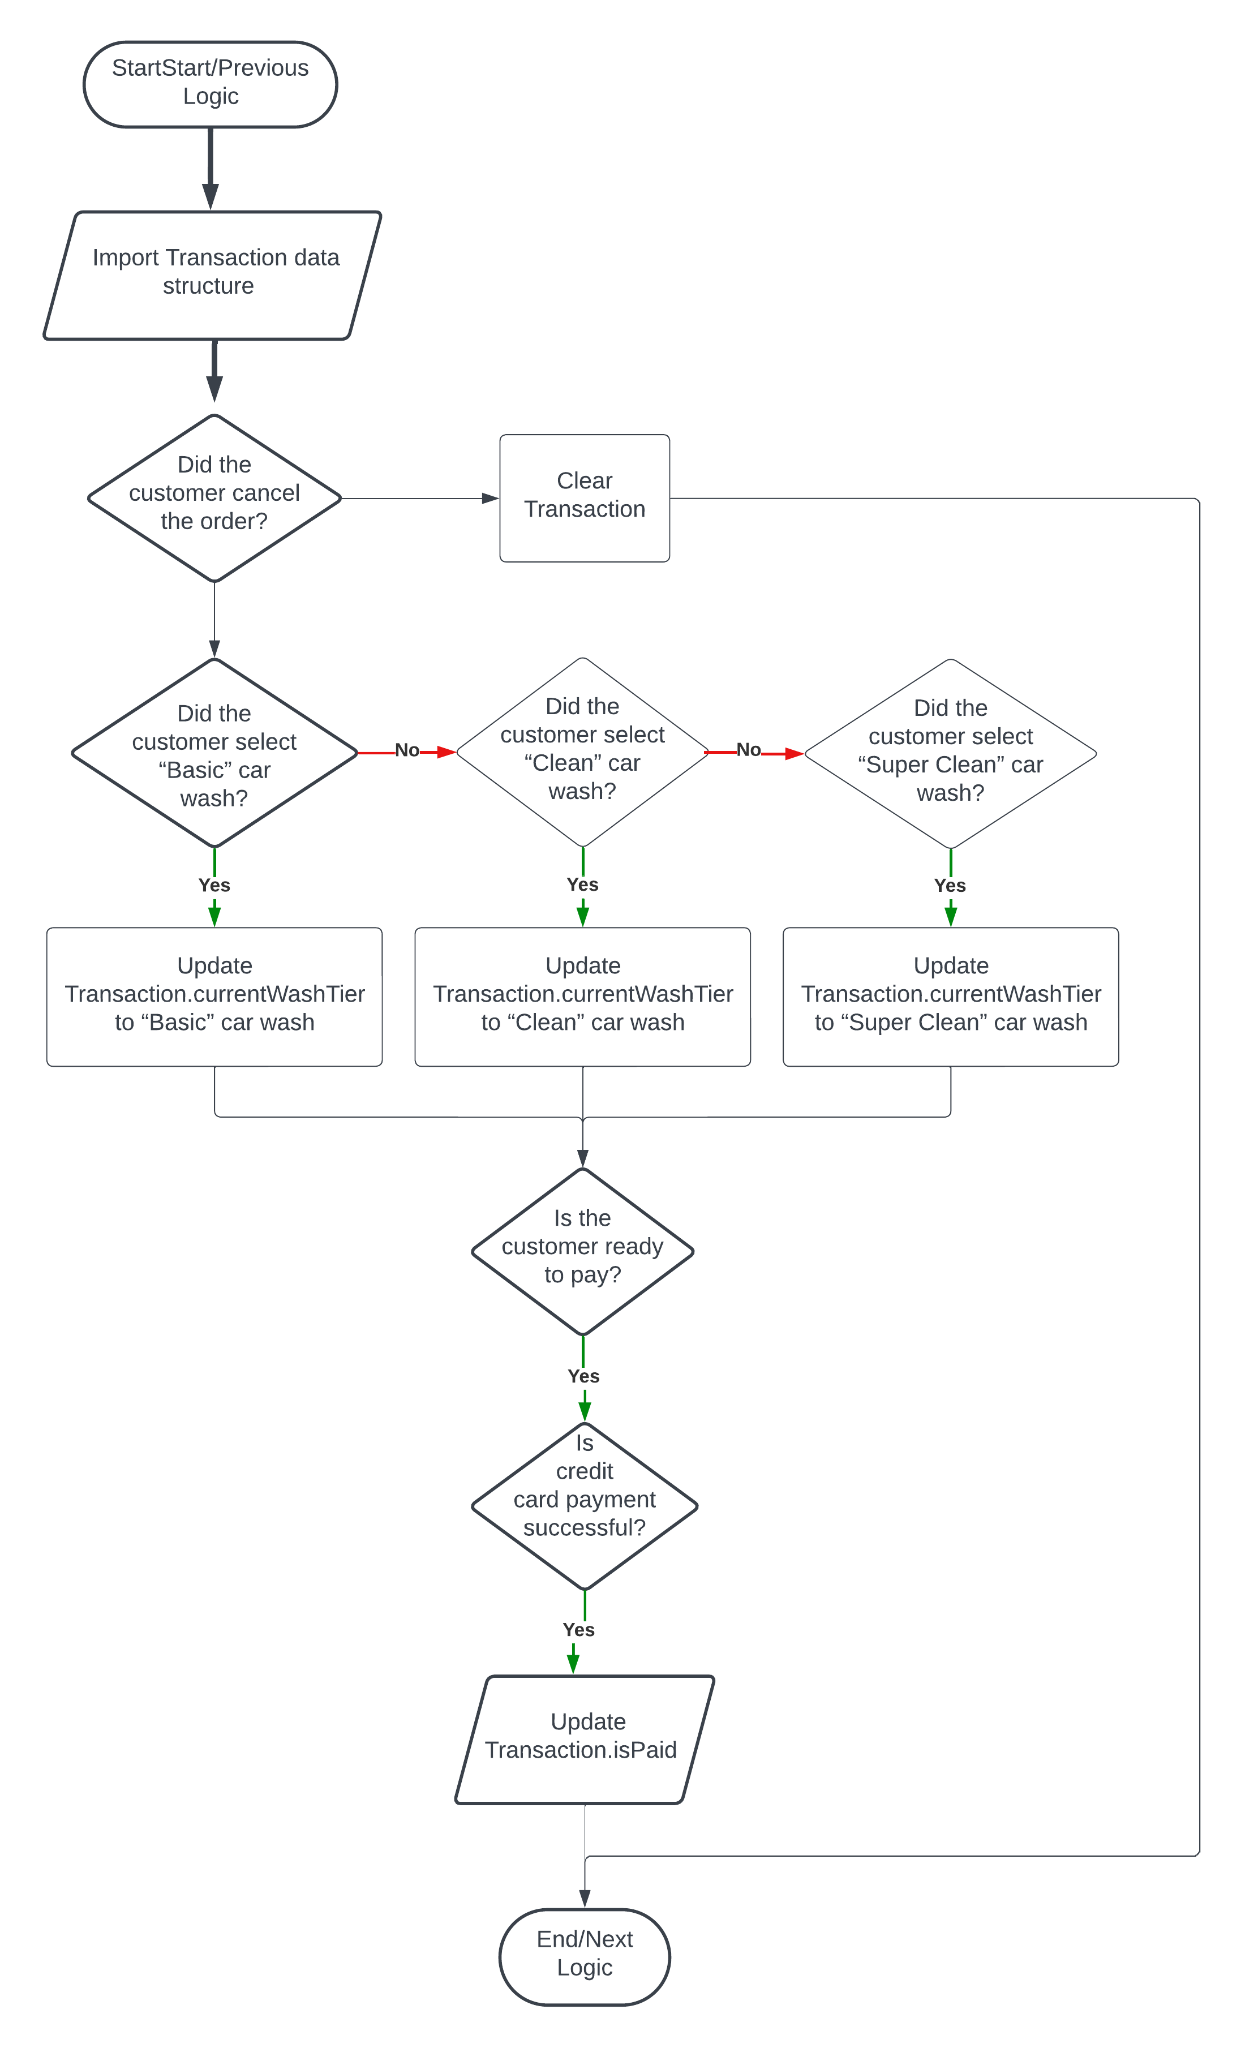 StartStart/Previous
Logic
Import Transaction data
structure
Did the
customer cancel
the order?
Clear
Transaction
Did the
customer select
“Basic” car
wash?
No
Did the
customer select
“Clean” car
wash?
No
Did the
customer select
“Super Clean” car
wash?
Yes
Yes
Yes
Update
Transaction.currentWashTier
to “Basic” car wash
Update
Transaction.currentWashTier
to “Clean” car wash
Update
Transaction.currentWashTier
to “Super Clean” car wash
Is the
customer ready
to pay?
Yes
Is
credit
card payment
successful?
Yes
Update
Transaction.isPaid
End/Next
Logic